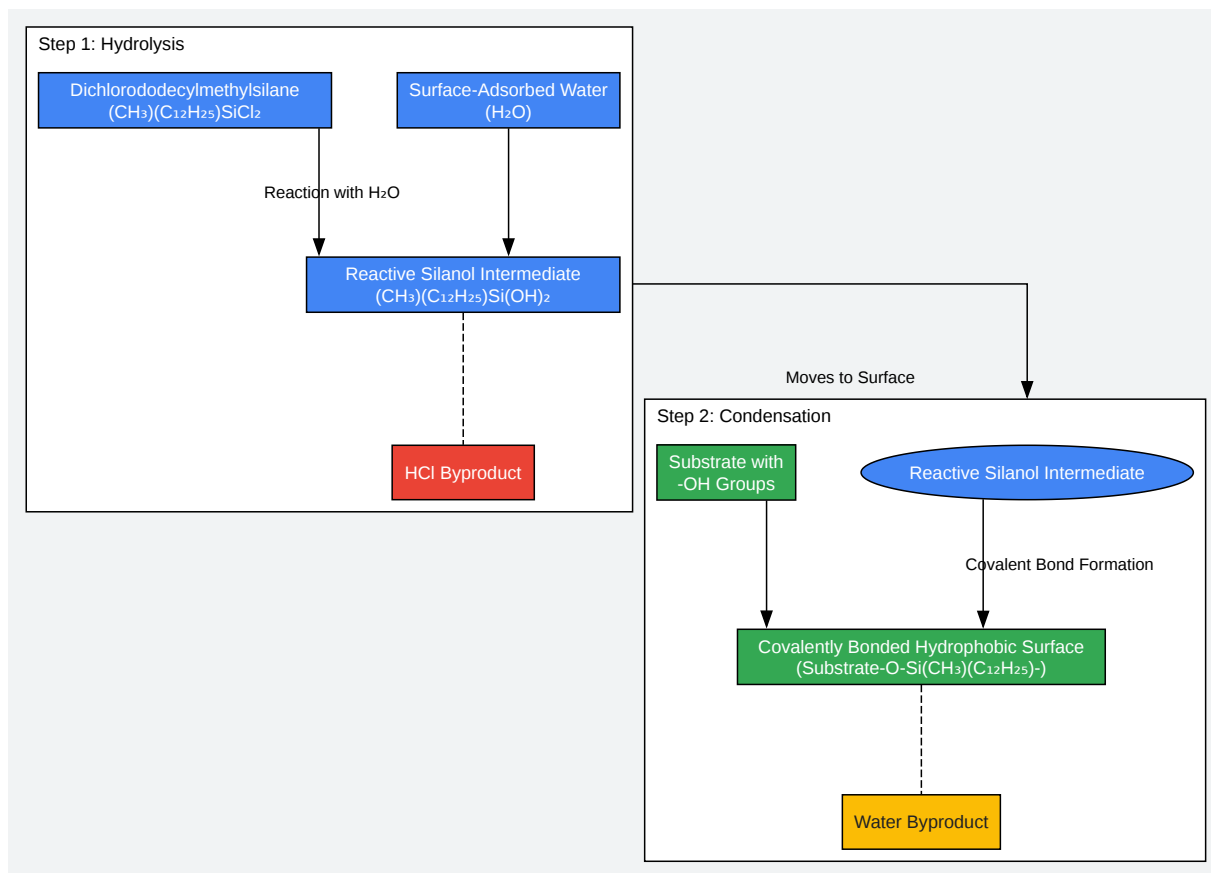 Step 1: Hydrolysis
Dichlorododecylmethylsilane
(CH₃)(C₁₂H₂₅)SiCl₂
Surface-Adsorbed Water
(H₂O)
Reaction with H₂O
Reactive Silanol Intermediate
(CH₃)(C₁₂H₂₅)Si(OH)₂
HCl Byproduct
Moves to Surface
Step 2: Condensation
Substrate with
-OH Groups
Reactive Silanol Intermediate
Covalent Bond Formation
Covalently Bonded Hydrophobic Surface
(Substrate-O-Si(CH₃)(C₁₂H₂₅)-)
Water Byproduct